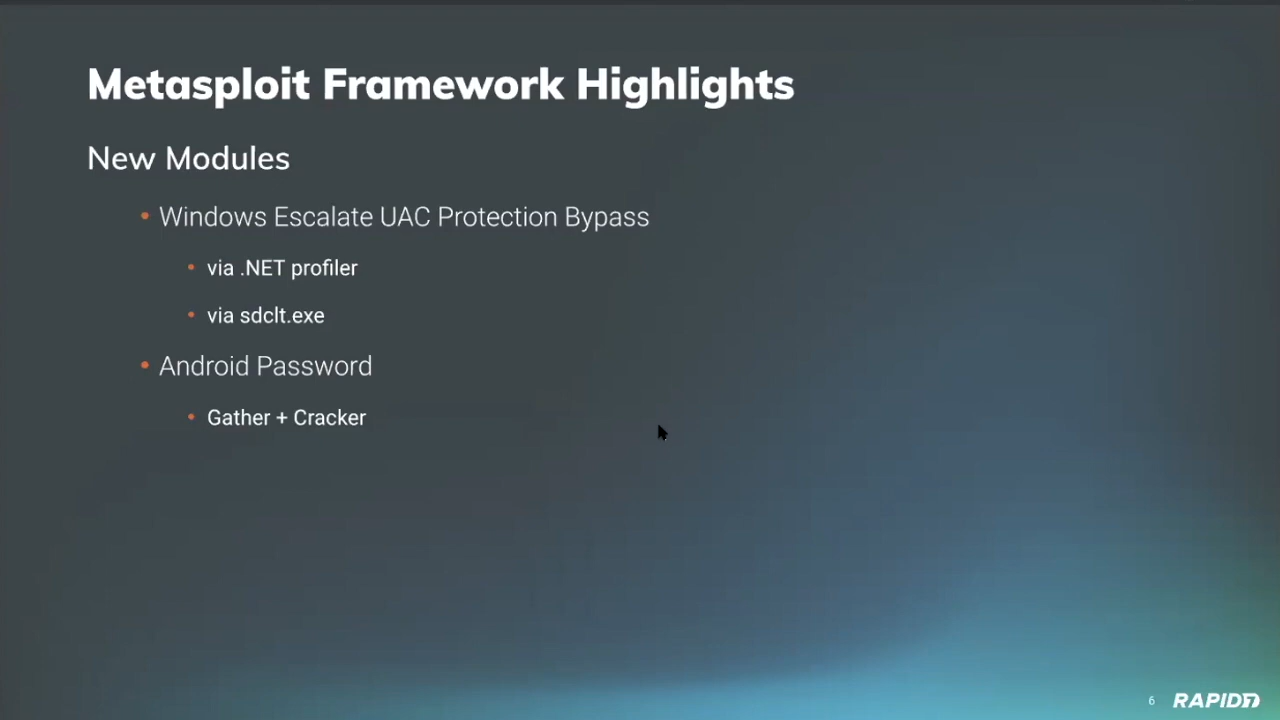 Metasploit Framework Highlights
New Modules
• Windows Escalate UAC Protection Bypass
• via .NET profiler
• via sdclt.exe
• Android Password
• Gather + Cracker
6 RAPID7